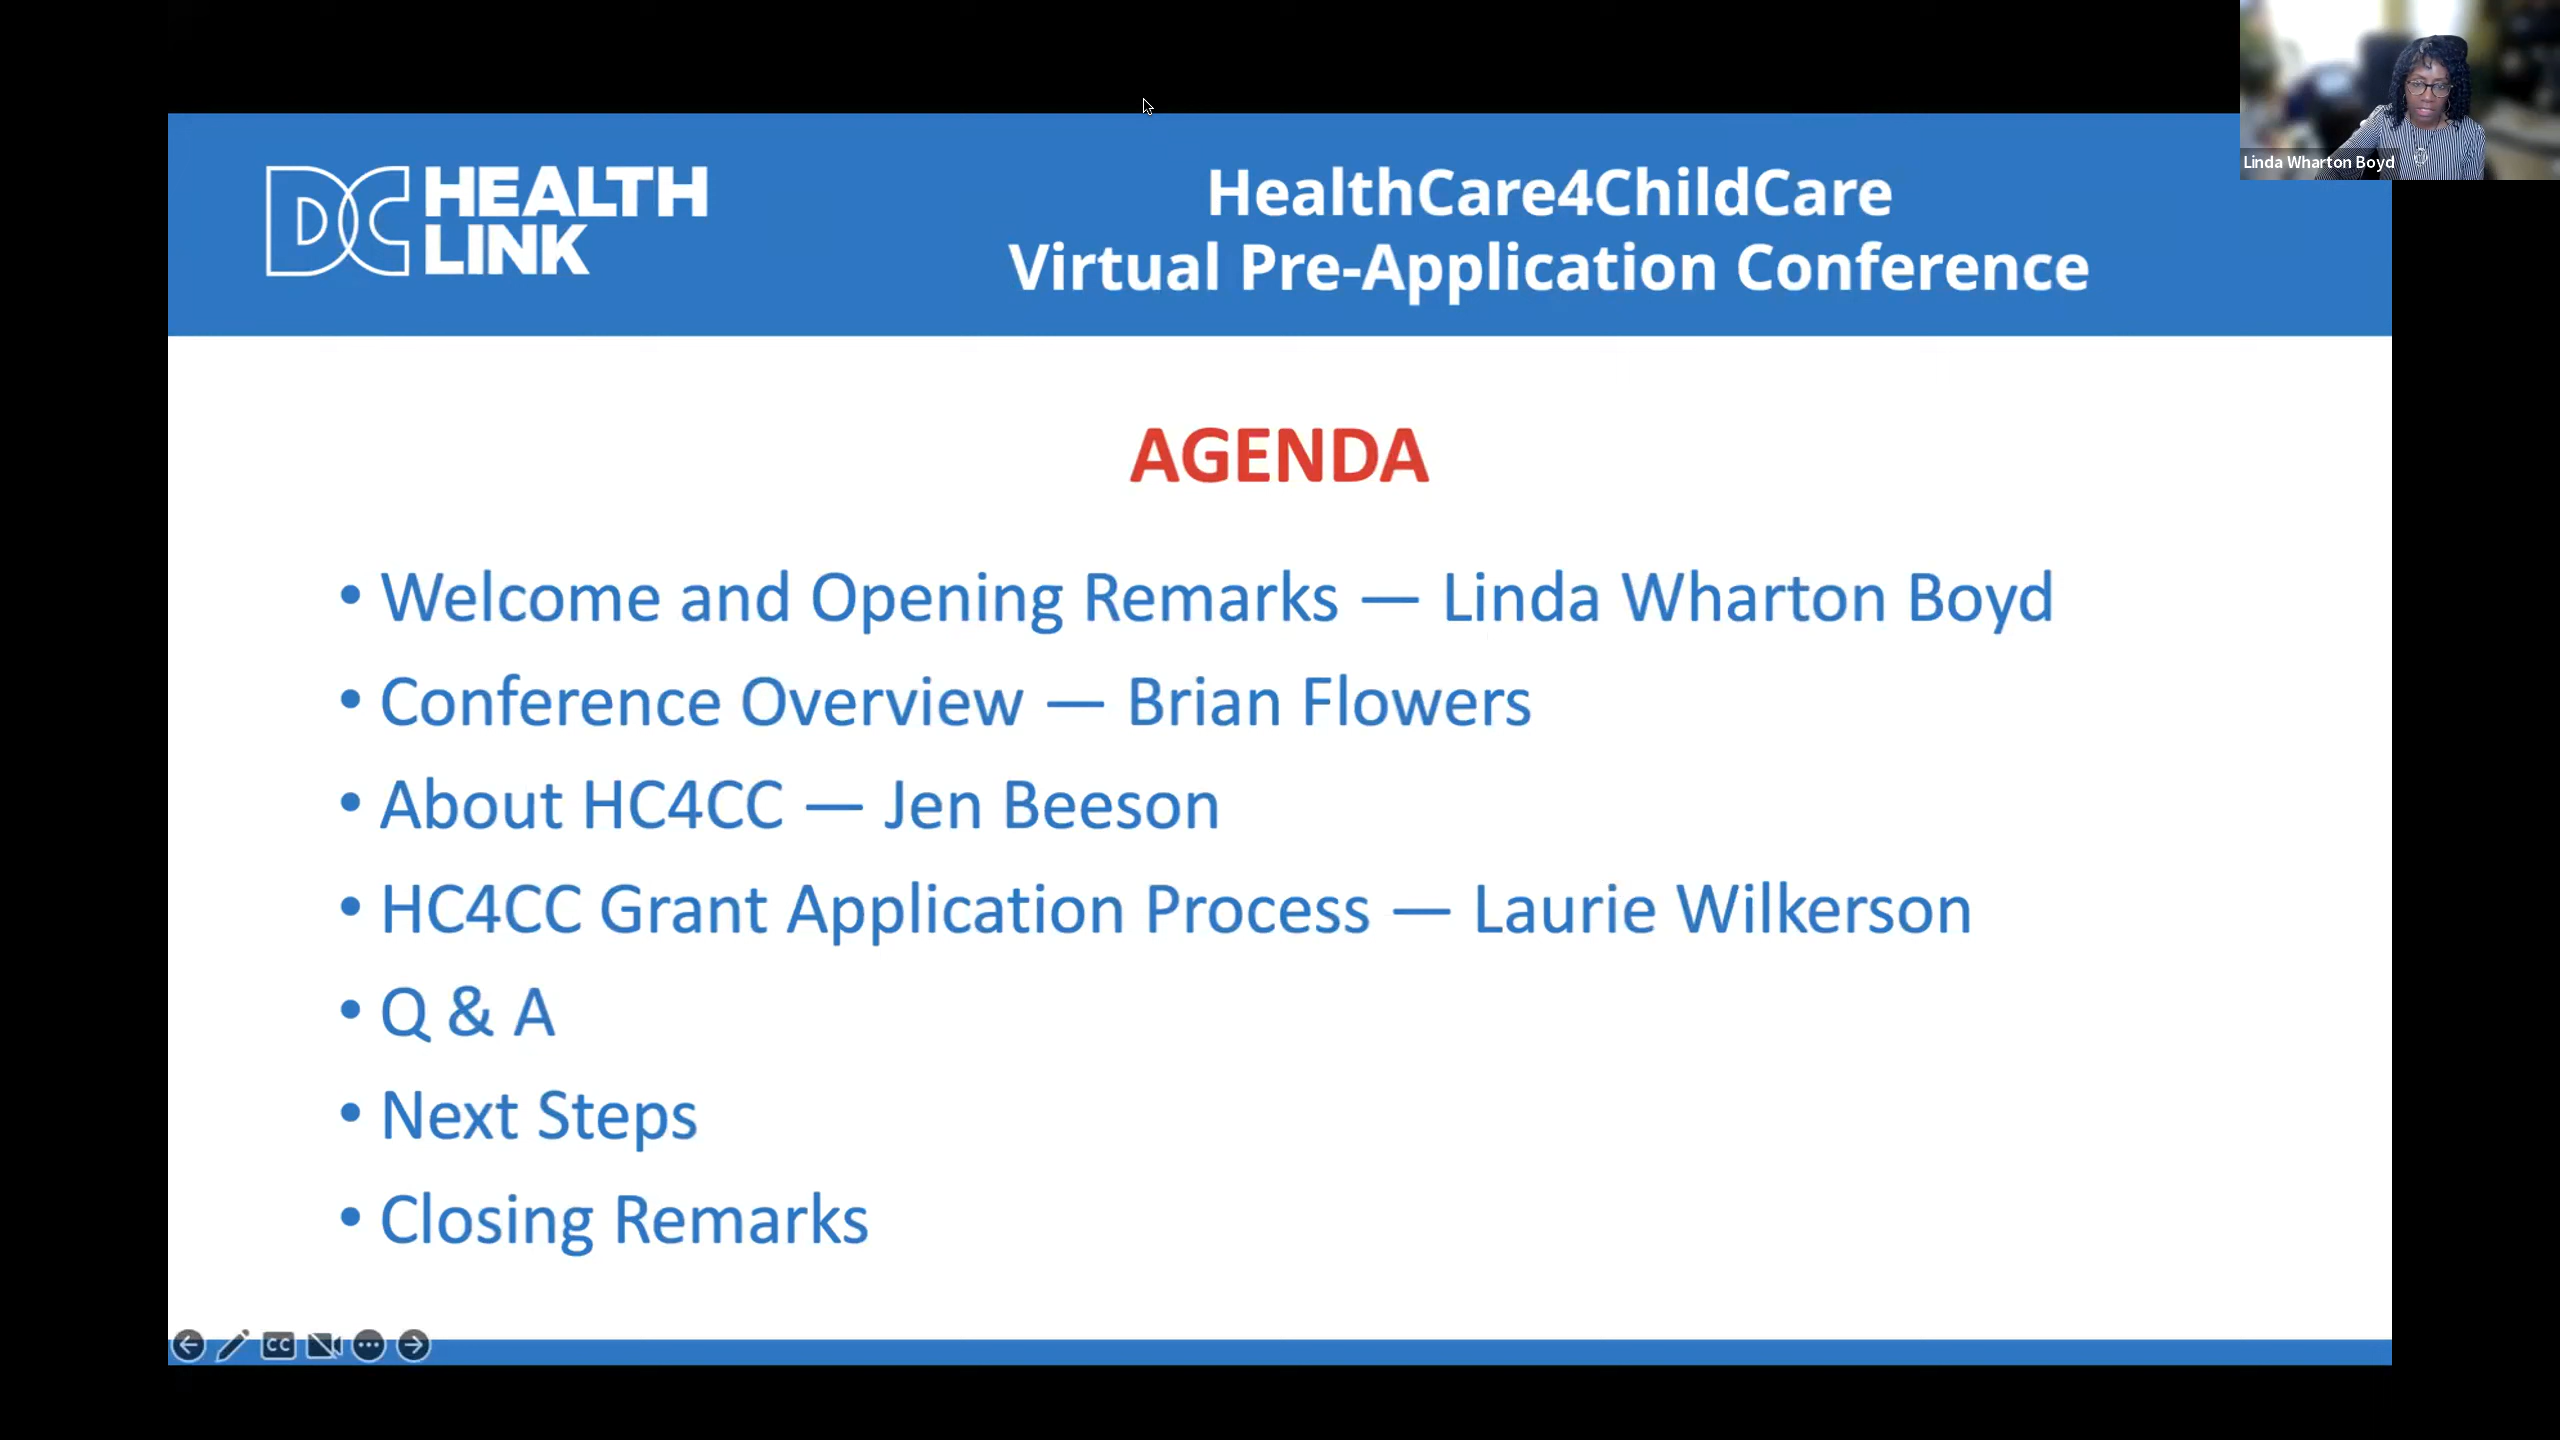 DC HEALTH
LINK
HealthCare4ChildCare
Virtual Pre-Application Conference
Linda Wharton Boyd
AGENDA
• Welcome and Opening Remarks — Linda Wharton Boyd
• Conference Overview — Brian Flowers
• About HC4CC — Jen Beeson
• HC4CC Grant Application Process — Laurie Wilkerson
• Q & A
• Next Steps
• Closing Remarks
CC